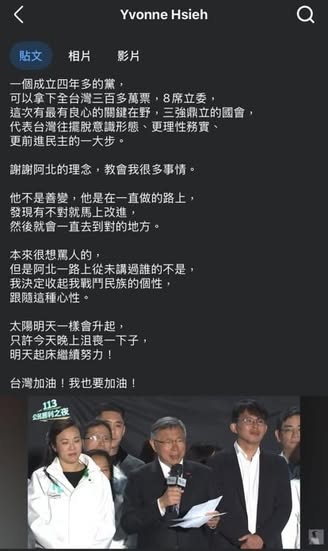 Yvonne Hsieh
貼文
相片
影片
一個成立四年多的黨，
可以拿下全台灣三百多萬票，8席立委，
這次有最有良心的關鍵在野，三強鼎立的國會，
代表台灣往擺脫意識形態、更理性務實、
更前進民主的一大步。
謝謝阿北的理念，教會我很多事情。
他不是善變，他是在一直做的路上，
發現有不對就馬上改進，
然後就會一直去到對的地方。
本來很想罵人的，
但是阿北一路上從未講過誰的不是，
我決定收起我戰鬥民族的個性，
跟隨這種心性。
太陽明天一樣會升起，
只許今天晚上沮喪一下子，
明天起床繼續努力！
台灣加油！我也要加油！
113